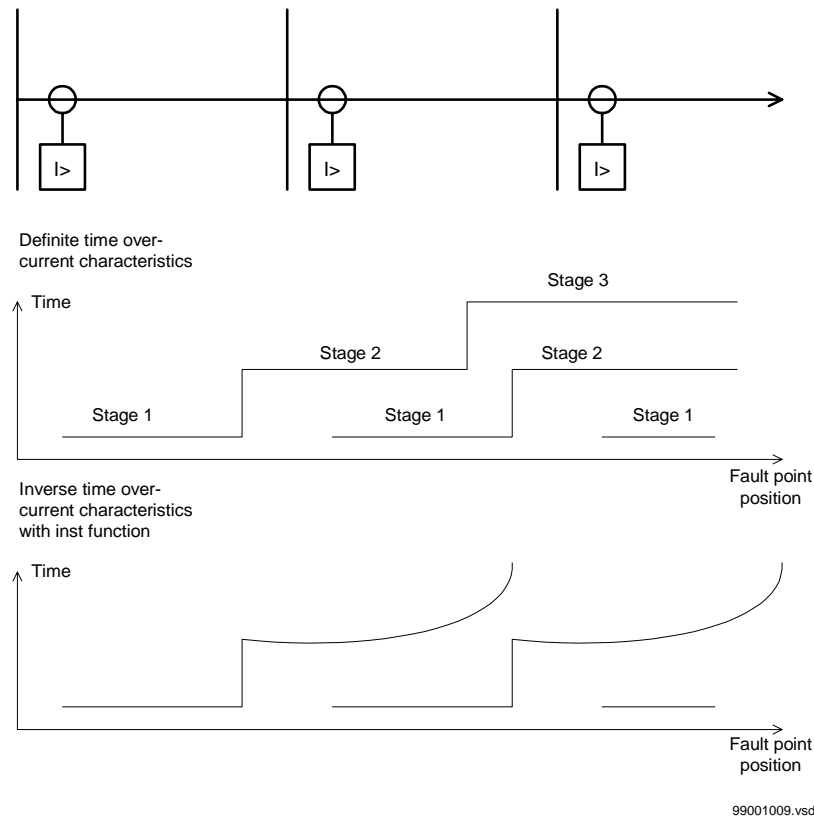 I>
I>
I>
Definite time over-
current characteristics
Time
Stage 3
Stage 2
Stage 2
Stage 1
Stage 1
Stage 1
Fault point
position
Inverse time over-
current characteristics
with inst function
Time
Fault point
position
99001009.vsd